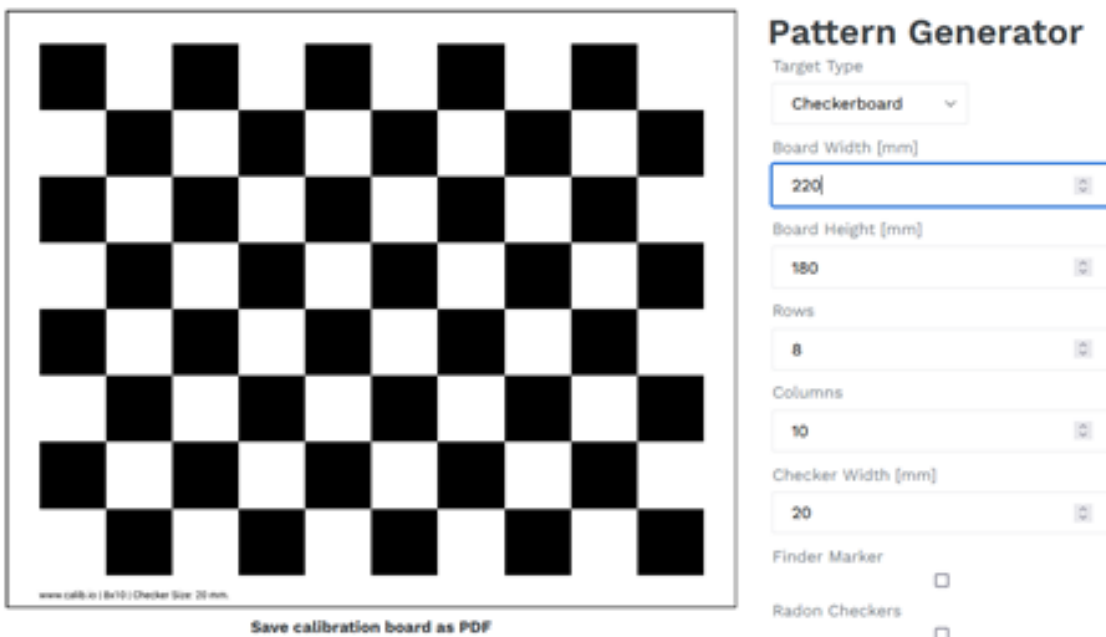 Pattern Generator
Target Type
Checkerboard
Board Width [mm]
220
Board Height [mm]
180
Rows
8
Columns
10
Checker Width [mm]
20
Finder Marker
Radon Checkers
www.calib.io | 8x10 | Checker Size: 20 mm.
Save calibration board as PDF